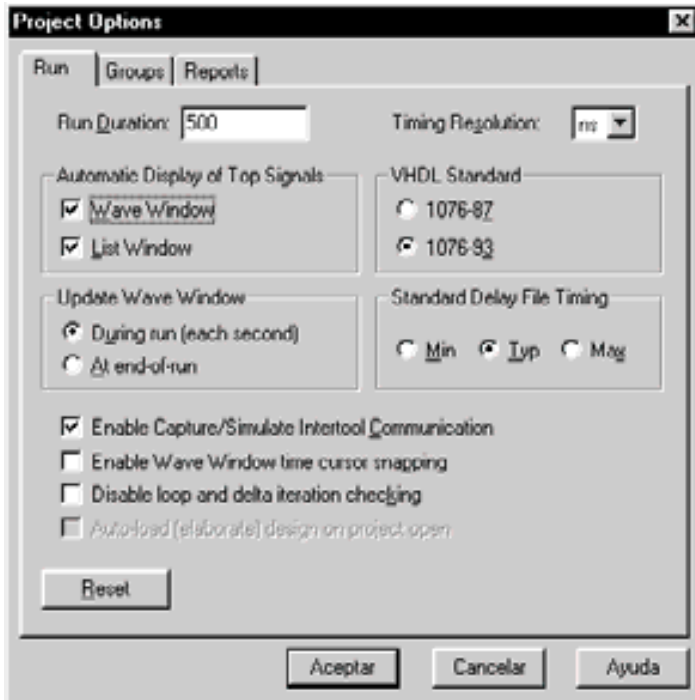 Project Options
Run Groups Reports
Run Duration: 500 Timing Resolution: ns
Automatic Display of Top Signals VHDL Standard
Wave Window 1076-87
List Window 1076-93
Update Wave Window Standard Delay File Timing
During run (each second) Min Typ Max
At end-of-run
Enable Capture/Simulate Intertool Communication
Enable Wave Window time cursor snapping
Disable loop and delta iteration checking
Auto-load (elaborate) design on project open
Reset
Aceptar Cancelar Ayuda